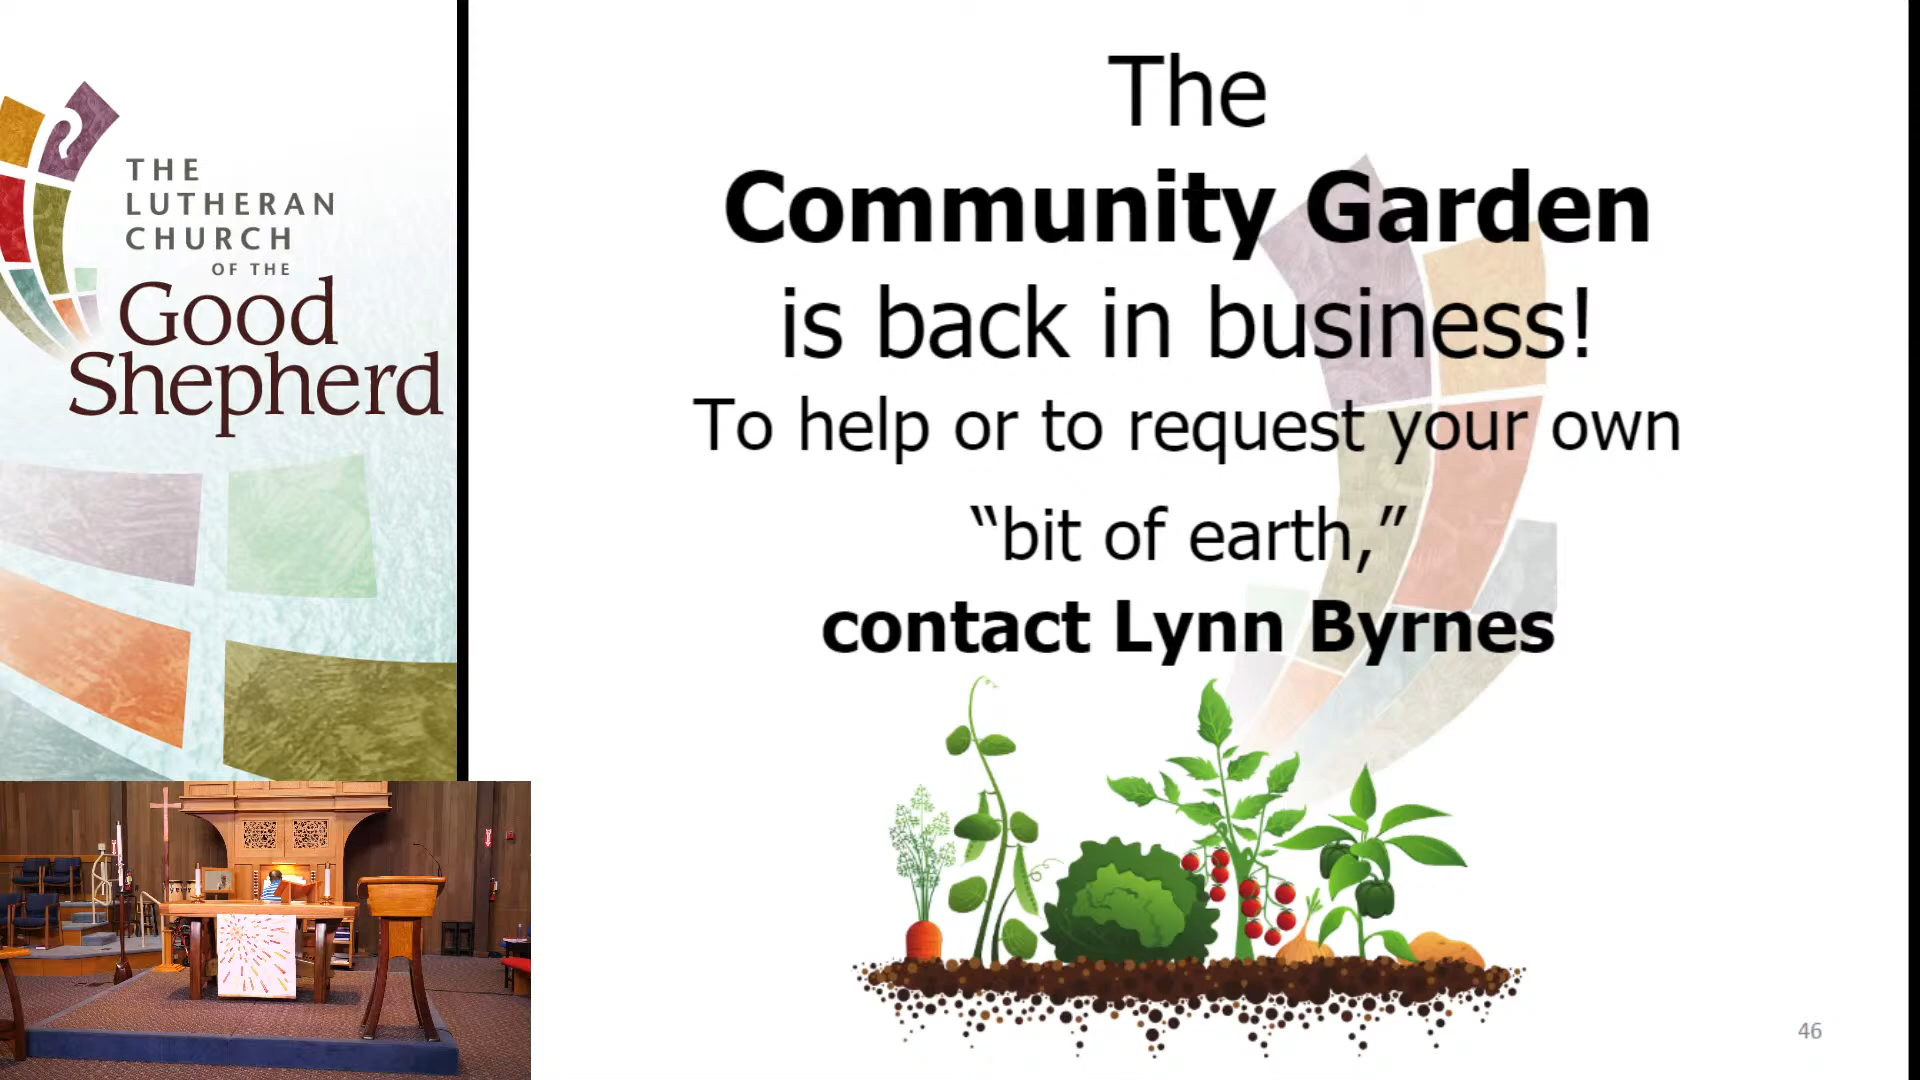 THE
LUTHERAN
CHURCH
OF THE
Good
Shepherd
The
Community Garden
is back in business!
To help or to request your own
“bit of earth,”
contact Lynn Byrnes
46